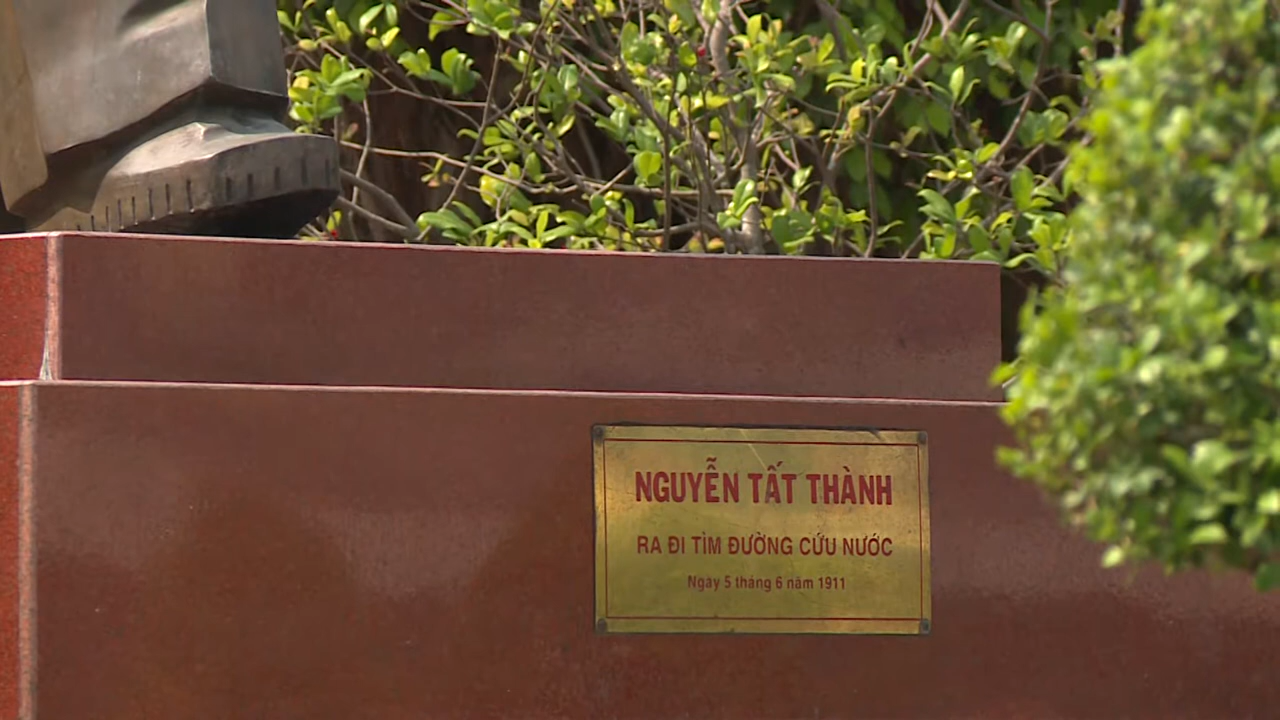 NGUYỄN TẤT THÀNH
RA ĐI TÌM ĐƯỜNG CỨU NƯỚC
Ngày 5 tháng 6 năm 1911